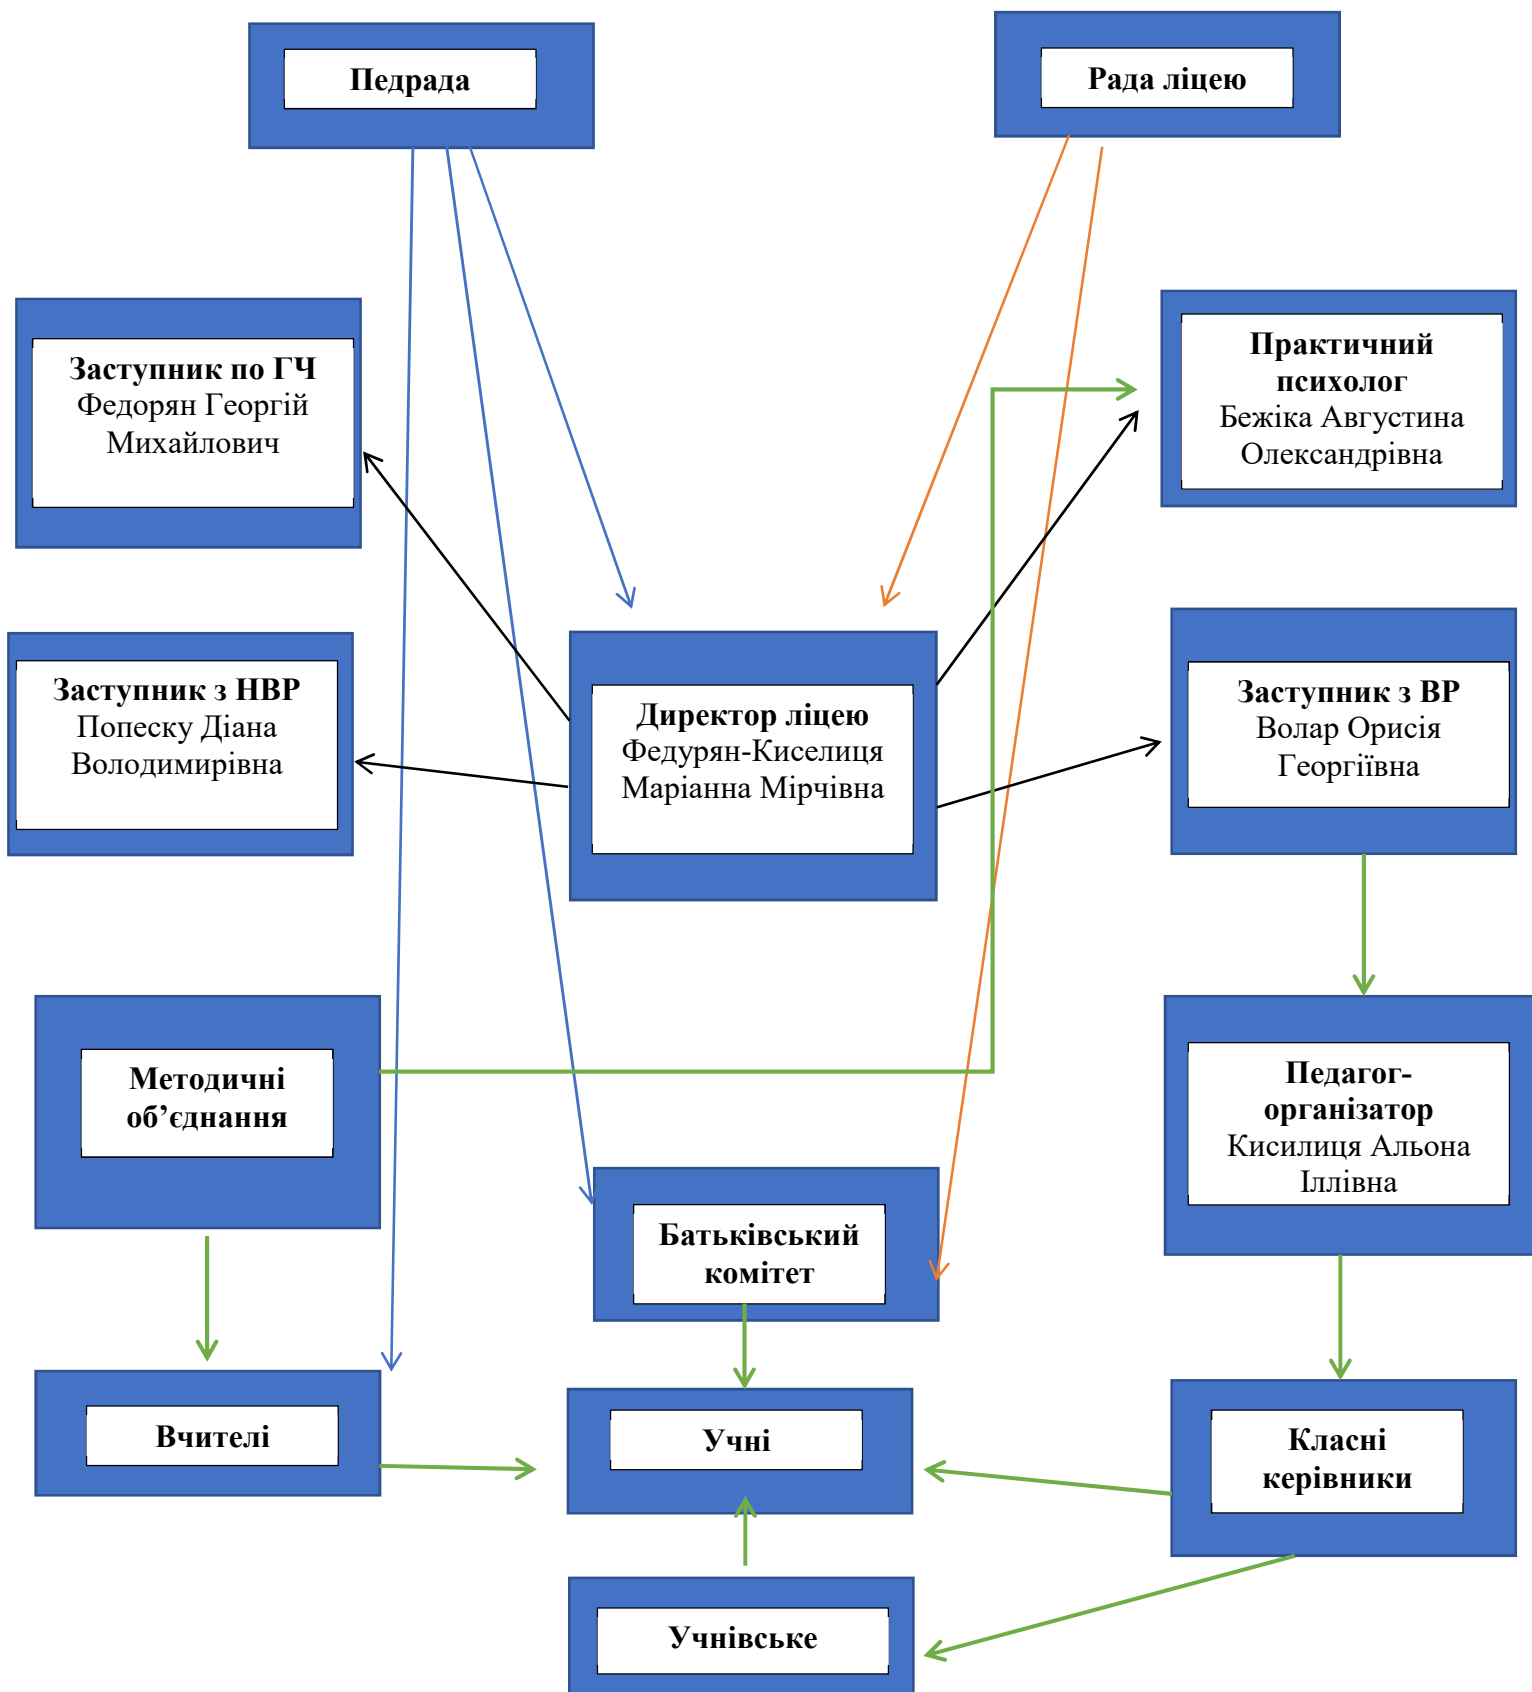 Педрада
Рада ліцею
Заступник по ГЧ
Федорян Георгій
Михайлович
Практичний
психолог
Бежіка Августина
Олександрівна
Заступник з НВР
Попеску Діана
Володимирівна
Директор ліцею
Федурян-Киселиця
Маріанна Мірчівна
Заступник з ВР
Волар Орисія
Георгіївна
Методичні
об’єднання
Педагог-
організатор
Кисилиця Альона
Іллівна
Батьківський
комітет
Вчителі
Учні
Класні
керівники
Учнівське